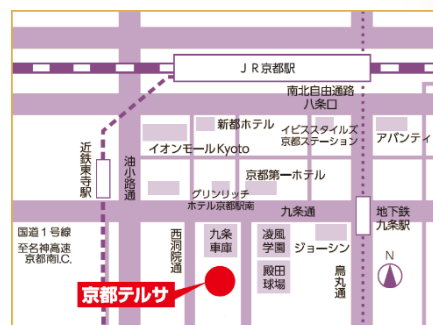 JR京都駅
南北自由通路
八条口
新都ホテル
イビススタイルズ
京都ステーション
アバンティ
イオンモールKyoto
近鉄東寺駅
油小路通
京都第一ホテル
グリンリッチ
ホテル京都駅南
九条通
地下鉄
九条駅
国道1号線
至名神高速
京都南I.C.
西洞院通
九条
車庫
凌風
学園
ジョーシン
殿田
球場
烏丸通
N
京都テルサ